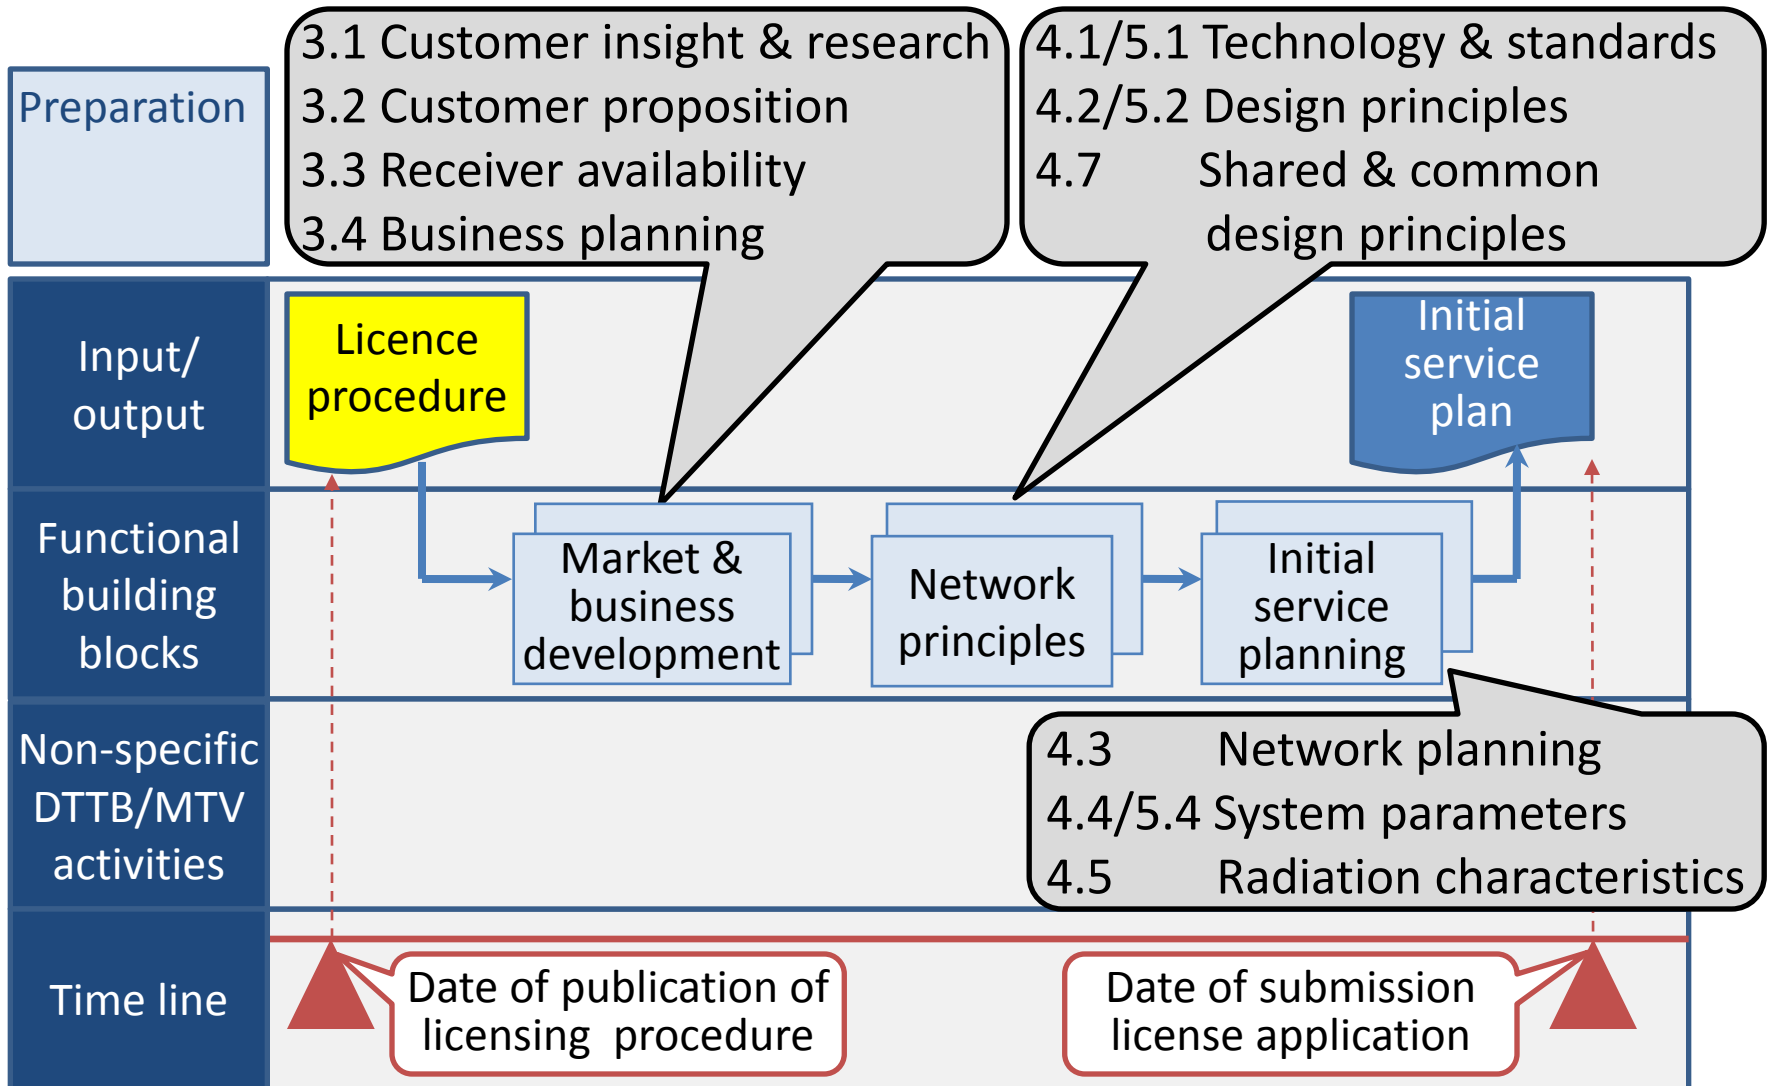 Preparation
3.1 Customer insight & research
3.2 Customer proposition
3.3 Receiver availability
3.4 Business planning
4.1/5.1 Technology & standards
4.2/5.2 Design principles
4.7 Shared & common
design principles
Input/
output
Licence
procedure
Initial
service
plan
Functional
building
blocks
Market &
business
development
Network
principles
Initial
service
planning
Non-specific
DTTB/MTV
activities
4.3 Network planning
4.4/5.4 System parameters
4.5 Radiation characteristics
Time line
Date of publication of
licensing procedure
Date of submission
license application